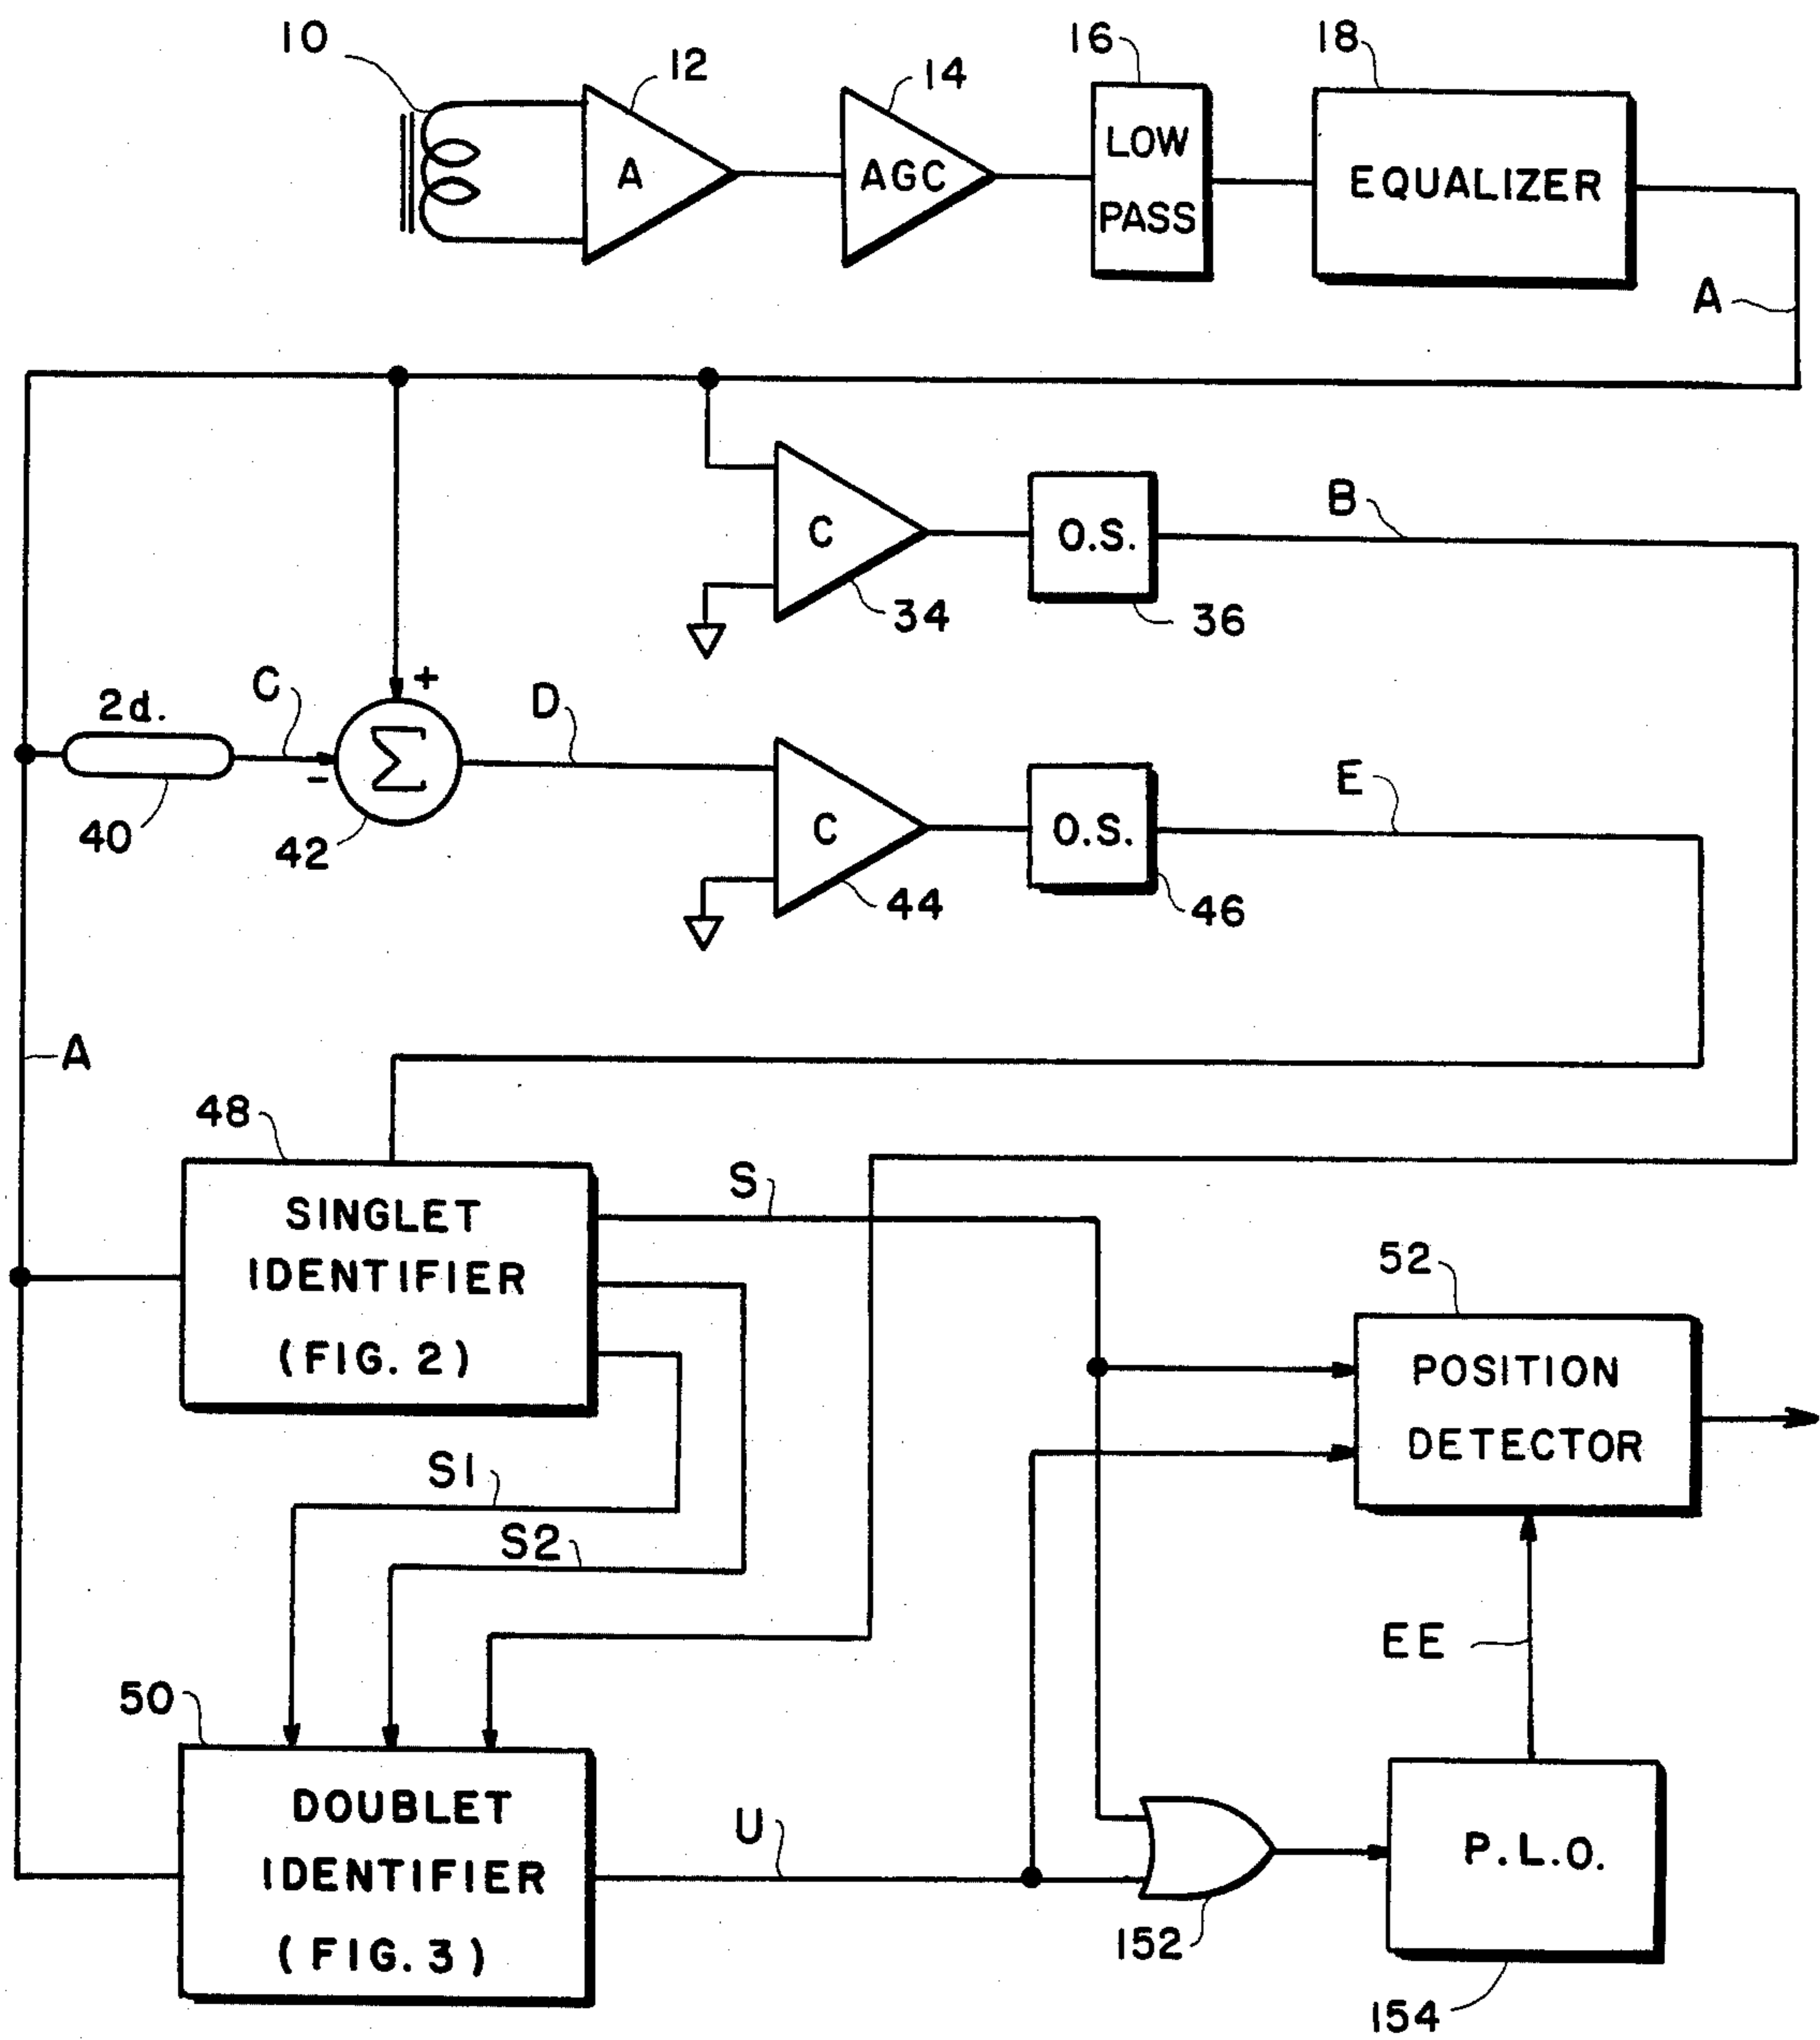 10
12
14
16
18
A
AGC
LOW
PASS
EQUALIZER
A
B
C
O.S.
34
36
2d.
C
+
-
Σ
D
E
C
O.S.
40
42
44
46
A
48
SINGLET
IDENTIFIER
(FIG. 2)
S
52
POSITION
DETECTOR
S1
S2
EE
50
DOUBLET
IDENTIFIER
(FIG. 3)
U
P.L.O.
152
154